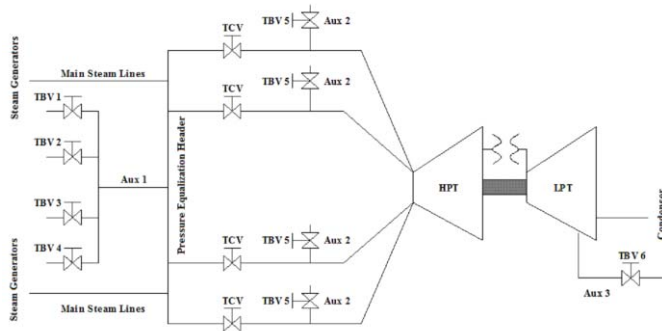 TCV
TBV 5
Aux 2
Steam Generators
Main Steam Lines
TCV
TBV 5
Aux 2
TBV 1
TBV 2
Aux 1
Pressure Equalization Header
HPT
LPT
TBV 3
TBV 4
TCV
TBV 5
Aux 2
Condenser
TBV 6
Steam Generators
Main Steam Lines
TCV
TBV 5
Aux 2
Aux 3